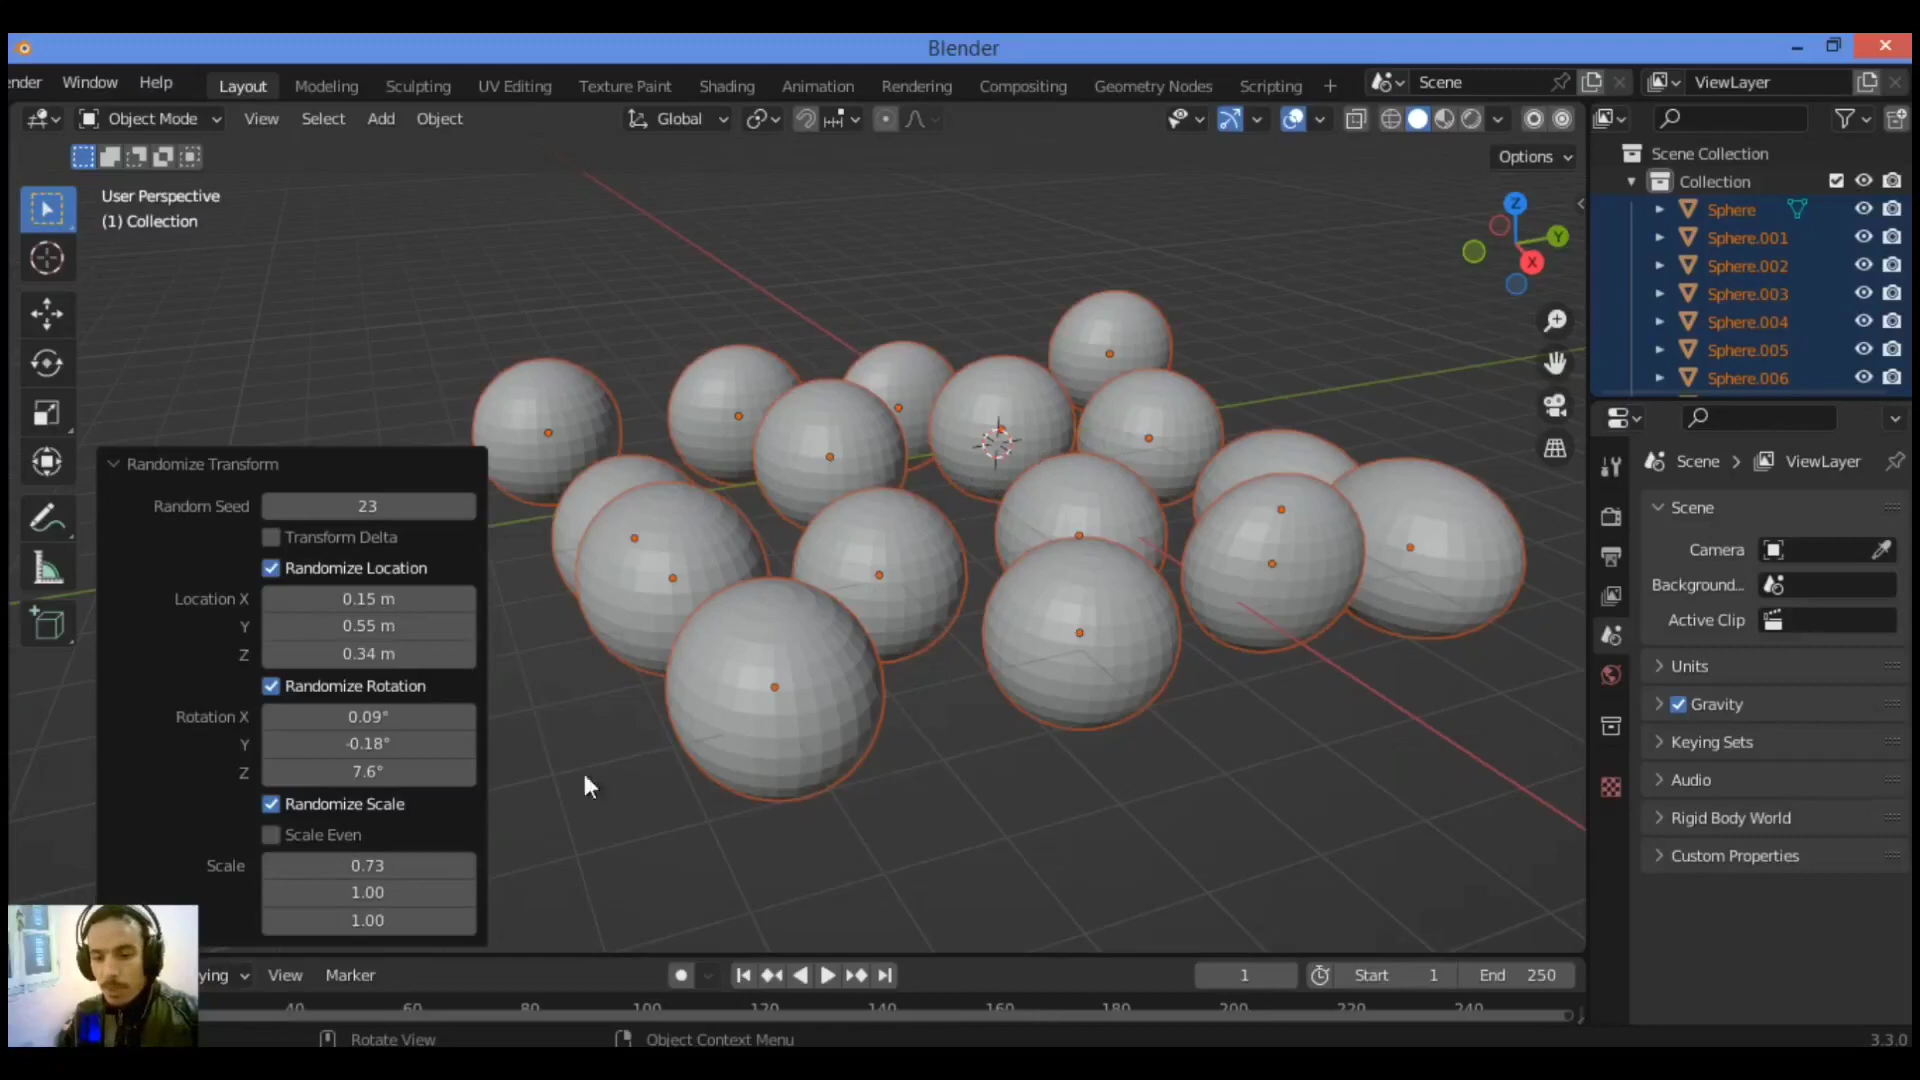 Blender
ender Window Help Layout Modeling Sculpting UV Editing Texture Paint Shading Animation Rendering Compositing Geometry Nodes Scripting + Scene ViewLayer
Object Mode View Select Add Object Global
Options
User Perspective
(1) Collection
Z
Y
X
Scene Collection
Collection
Sphere
Sphere.001
Sphere.002
Sphere.003
Sphere.004
Sphere.005
Sphere.006
Randomize Transform
Random Seed 23
Transform Delta
Randomize Location
Location X 0.15 m
Y 0.55 m
Z 0.34 m
Randomize Rotation
Rotation X 0.09°
Y -0.18°
Z 7.6°
Randomize Scale
Scale Even
Scale 0.73
1.00
1.00
Scene > ViewLayer
Scene
Camera
Background...
Active Clip
Units
Gravity
Keying Sets
Audio
Rigid Body World
Custom Properties
ying View Marker 1 Start 1 End 250
40 60 80 100 120 140 160 180 200 220 240
Rotate View Object Context Menu 3.3.0